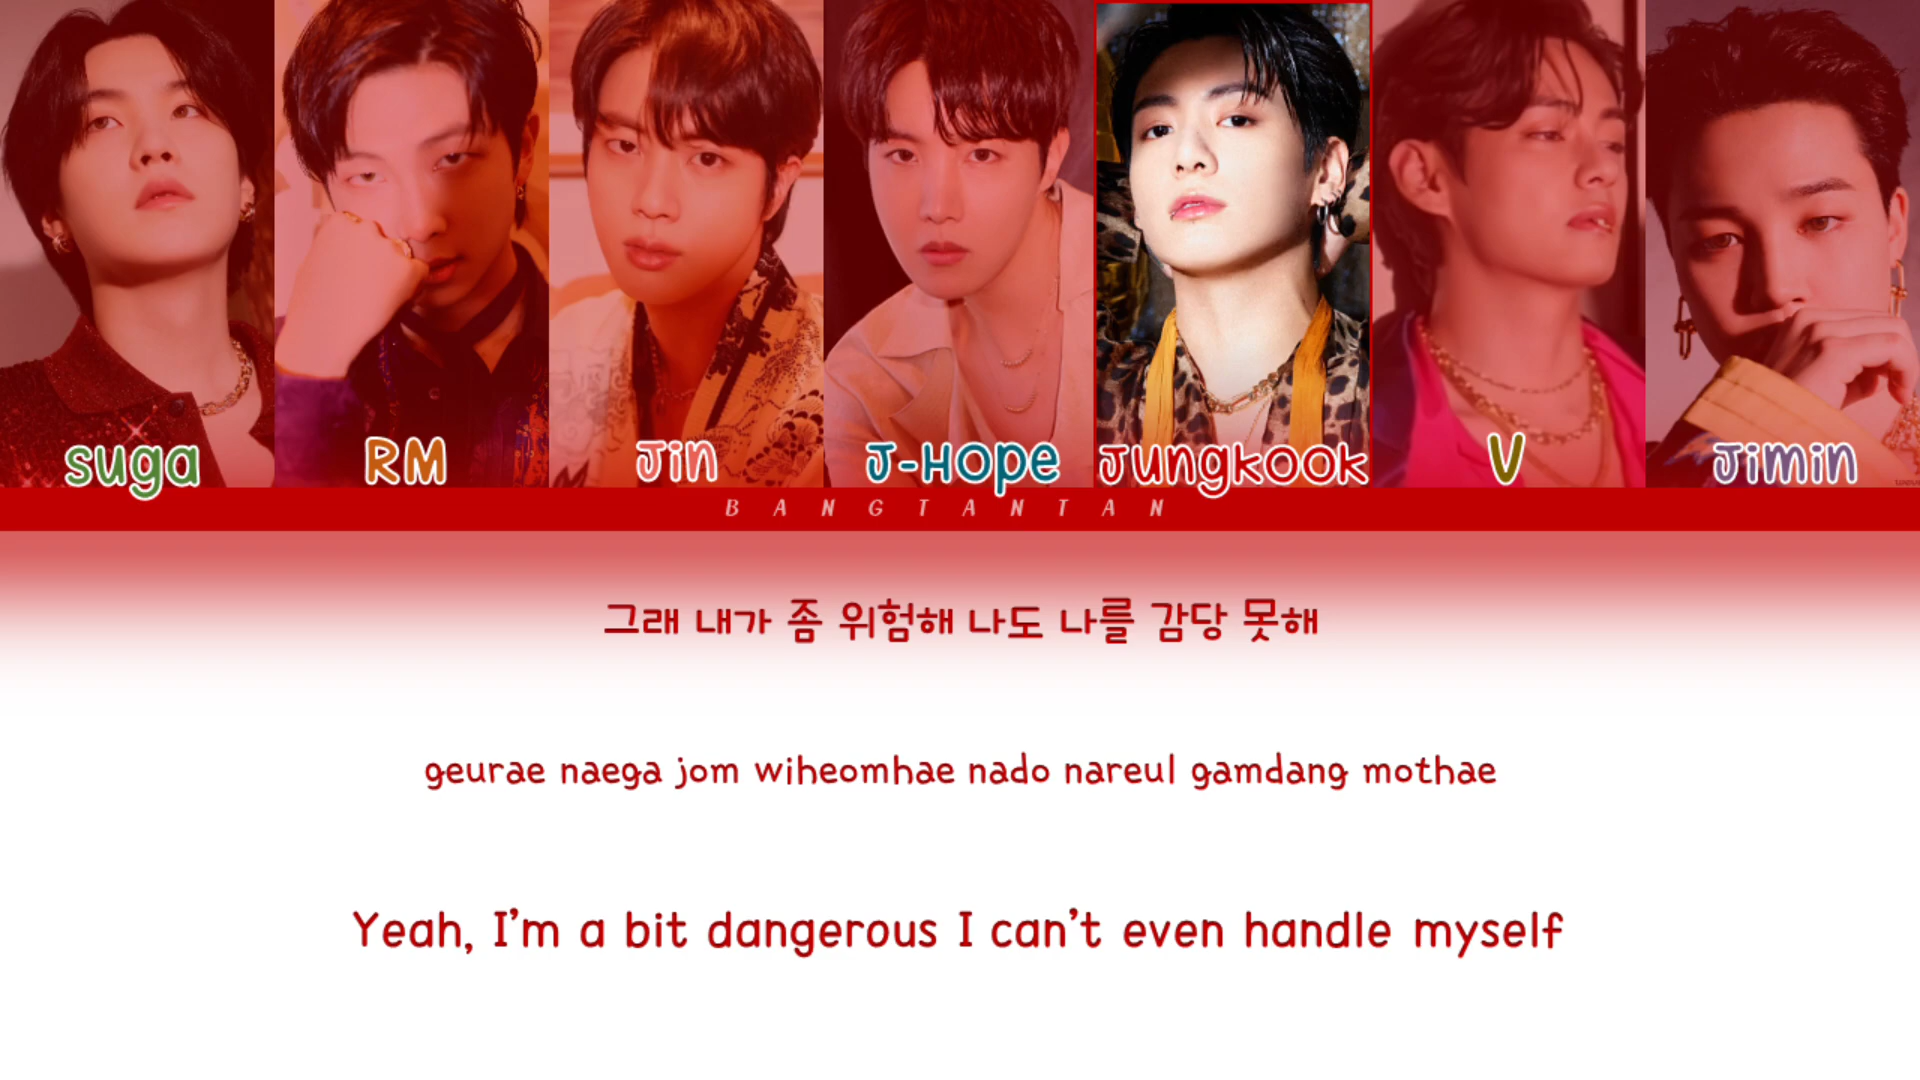 suga
RM
Jin
J-HOPE
Jungkook
V
Jimin
BANGTANTAN
그래 내가 좀 위험해 나도 나를 감당 못해
geurae naega jom wiheomhae nado nareul gamdang mothae
Yeah, I'm a bit dangerous I can't even handle myself